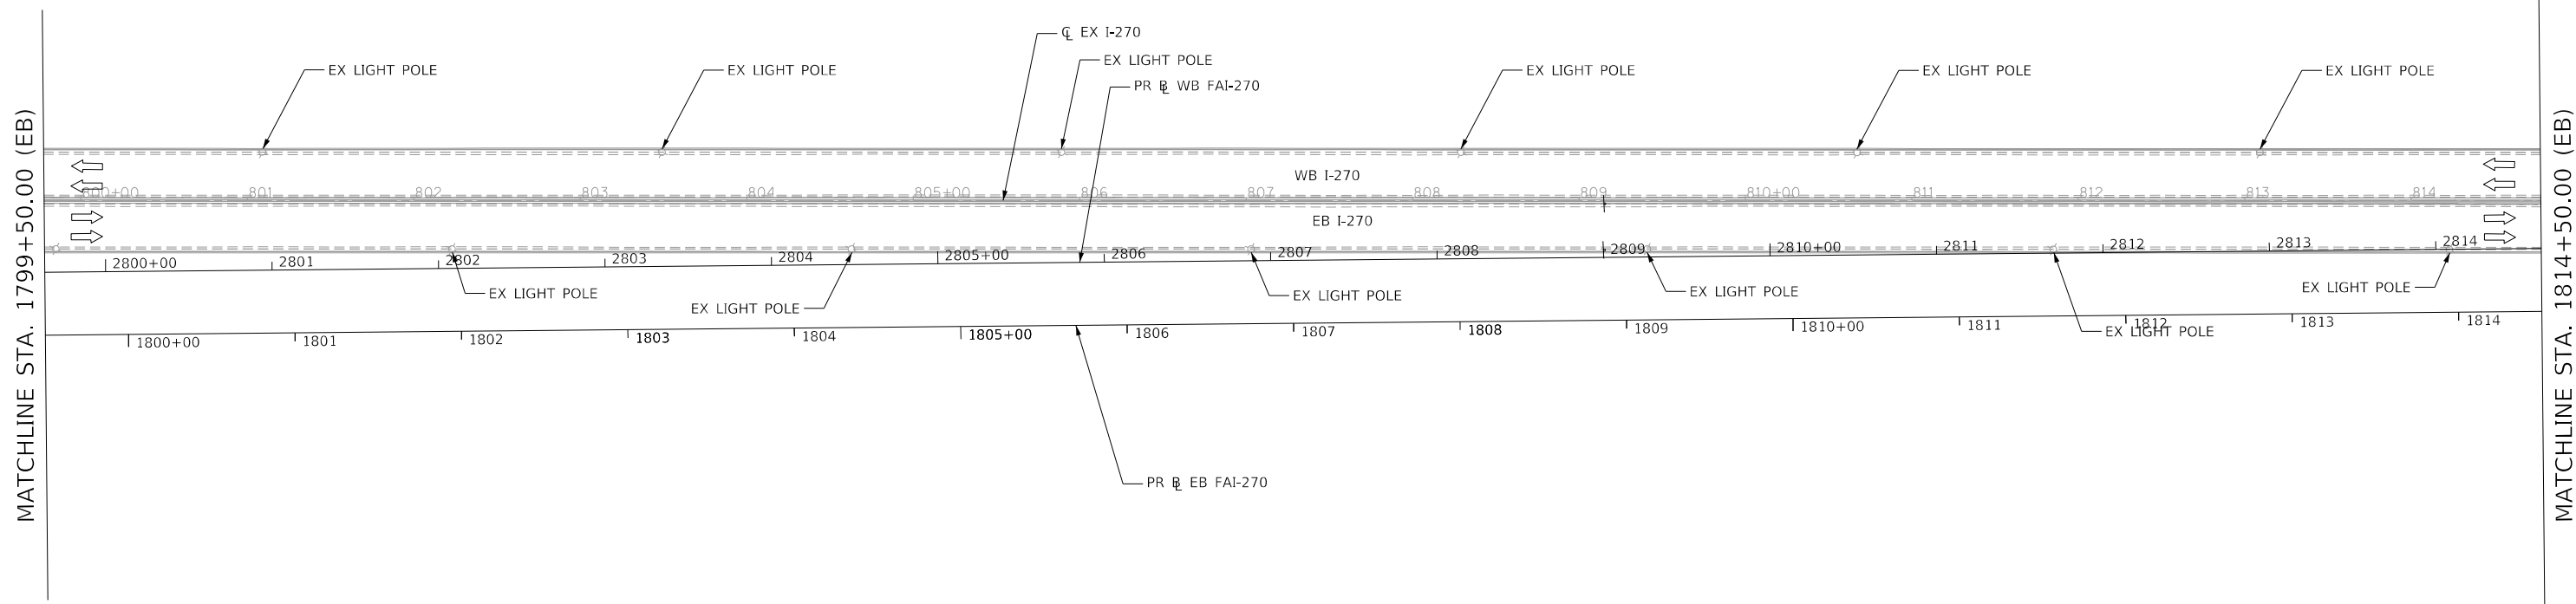 ℄ EX I-270
EX LIGHT POLE
EX LIGHT POLE
EX LIGHT POLE
EX LIGHT POLE
EX LIGHT POLE
EX LIGHT POLE
PR B̲L WB FAI-270
MATCHLINE STA. 1799+50.00 (EB)
MATCHLINE STA. 1814+50.00 (EB)
WB I-270
800+00 801 802 803 804 805+00 806 807 808 809 810+00 811 812 813 814
EB I-270
2800+00 2801 2802 2803 2804 2805+00 2806 2807 2808 2809 2810+00 2811 2812 2813 2814
EX LIGHT POLE
EX LIGHT POLE
EX LIGHT POLE
EX LIGHT POLE
EX LIGHT POLE
EX LIGHT POLE
1800+00 1801 1802 1803 1804 1805+00 1806 1807 1808 1809 1810+00 1811 1812 1813 1814
PR BL EB FAI-270